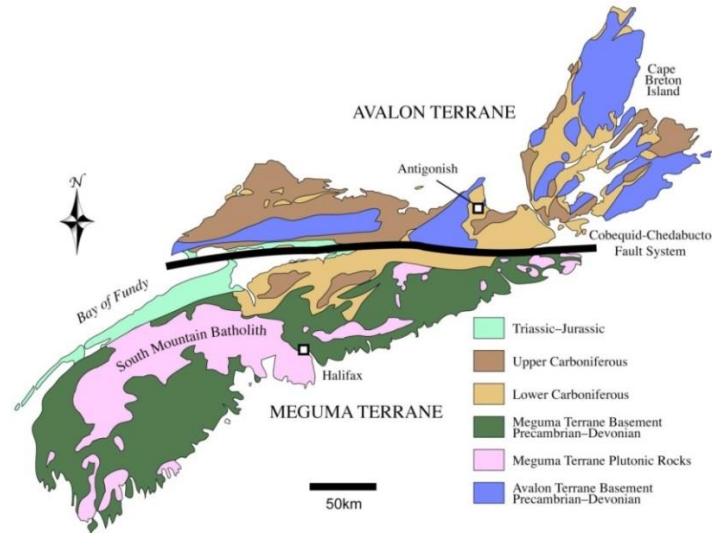 Cape
Breton
Island
AVALON TERRANE
Antigonish
N
Cobequid-Chedabucto
Fault System
Bay of Fundy
South Mountain Batholith
Halifax
MEGUMA TERRANE
50km
Triassic–Jurassic
Upper Carboniferous
Lower Carboniferous
Meguma Terrane Basement
Precambrian–Devonian
Meguma Terrane Plutonic Rocks
Avalon Terrane Basement
Precambrian–Devonian